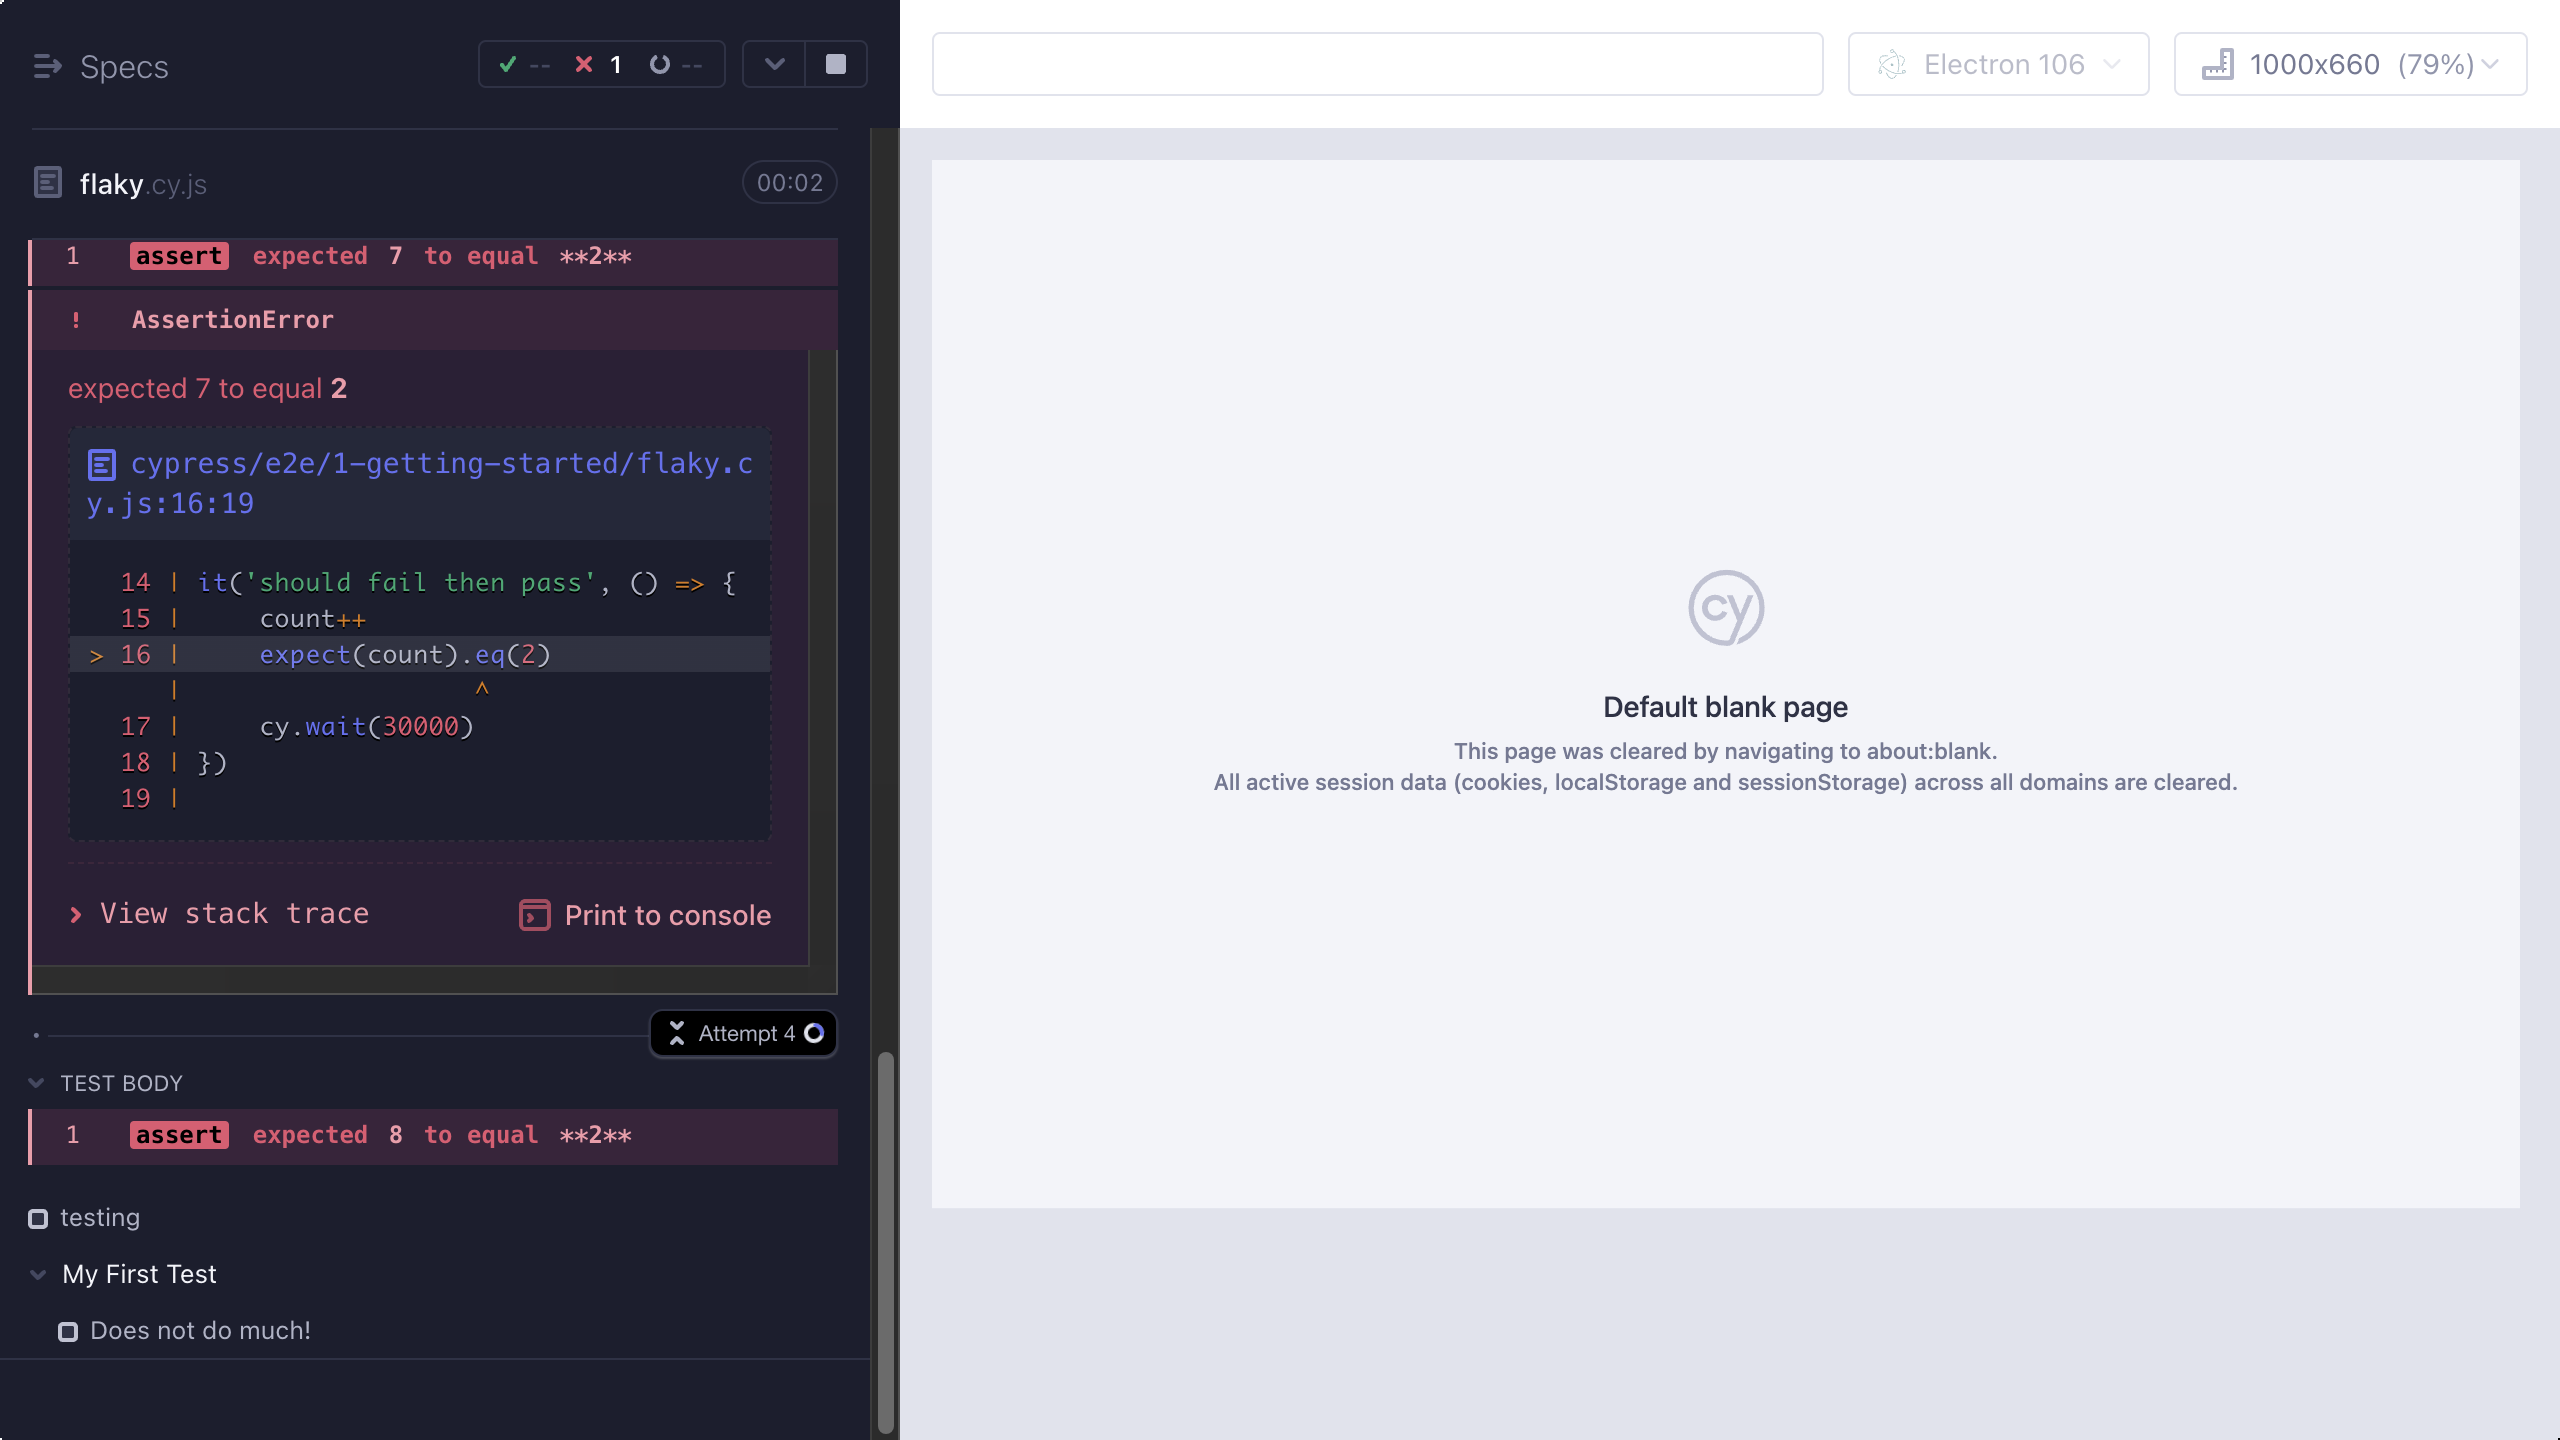 Specs
-- 1 --
flaky.cy.js 00:02
1 assert expected 7 to equal **2**
! AssertionError
expected 7 to equal 2
cypress/e2e/1-getting-started/flaky.c
y.js:16:19
14 | it('should fail then pass', () => {
15 |     count++
> 16 |     expect(count).eq(2)
|                   ^
17 |     cy.wait(30000)
18 | })
19 |
View stack trace Print to console
Attempt 4
TEST BODY
1 assert expected 8 to equal **2**
testing
My First Test
Does not do much!
Electron 106 1000x660 (79%)
cy
Default blank page
This page was cleared by navigating to about:blank.
All active session data (cookies, localStorage and sessionStorage) across all domains are cleared.